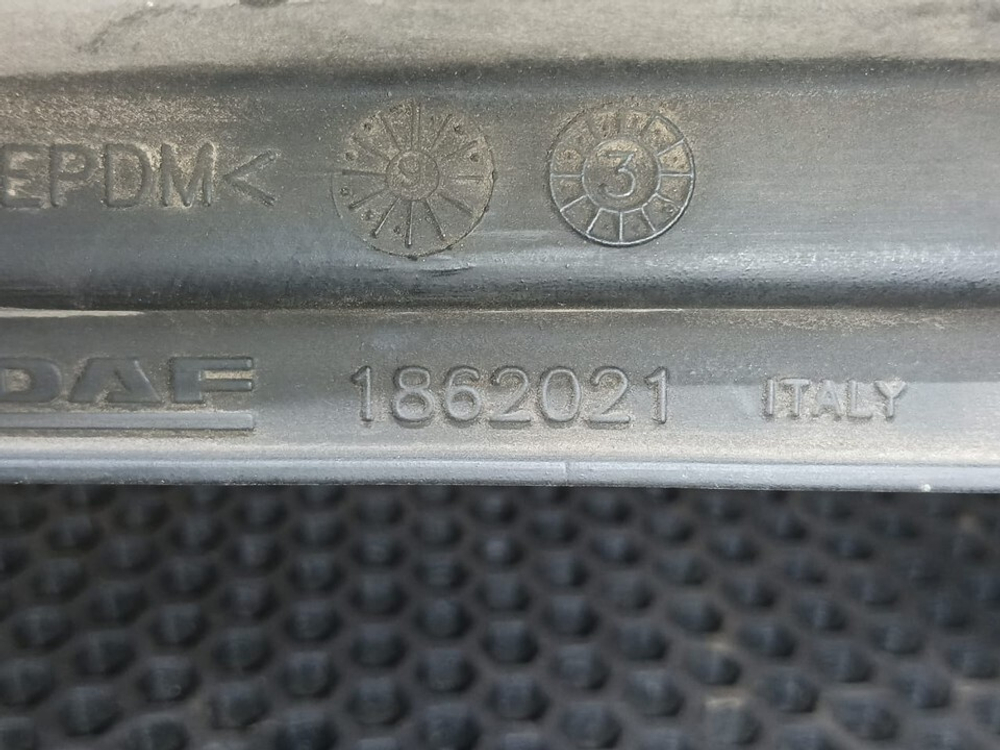 EPDM< 9 3
DAF 1862021 ITALY